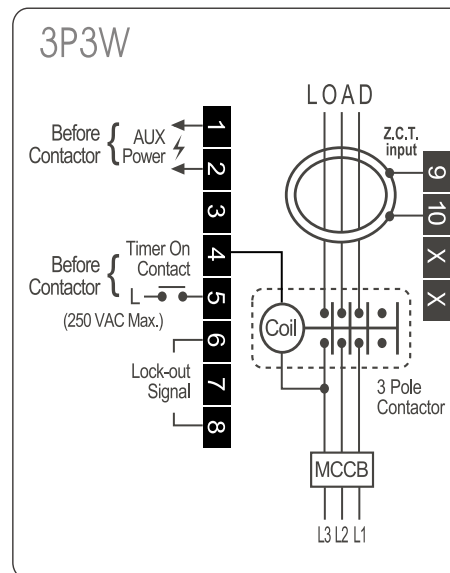 3P3W
LOAD
Z.C.T.
input
Before
Contactor
AUX
Power
1
2
3
4
5
6
7
8
9
10
X
X
Before
Contactor
Timer On
Contact
L
(250 VAC Max.)
Lock-out
Signal
Coil
3 Pole
Contactor
MCCB
L3 L2 L1